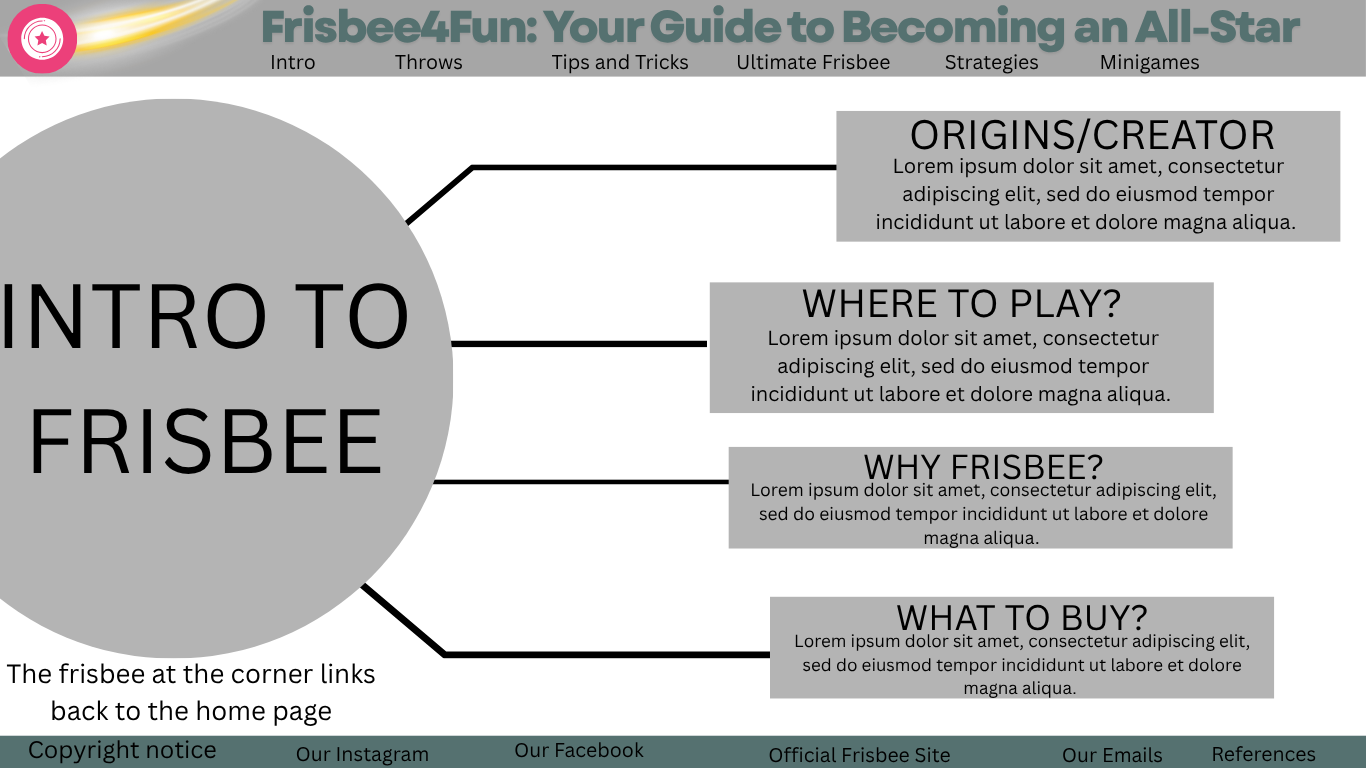 Frisbee4Fun: Your Guide to Becoming an All-Star
Intro Throws Tips and Tricks Ultimate Frisbee Strategies Minigames
INTRO TO
FRISBEE
ORIGINS/CREATOR
Lorem ipsum dolor sit amet, consectetur
adipiscing elit, sed do eiusmod tempor
incididunt ut labore et dolore magna aliqua.
WHERE TO PLAY?
Lorem ipsum dolor sit amet, consectetur
adipiscing elit, sed do eiusmod tempor
incididunt ut labore et dolore magna aliqua.
WHY FRISBEE?
Lorem ipsum dolor sit amet, consectetur adipiscing elit,
sed do eiusmod tempor incididunt ut labore et dolore
magna aliqua.
WHAT TO BUY?
Lorem ipsum dolor sit amet, consectetur adipiscing elit,
sed do eiusmod tempor incididunt ut labore et dolore
magna aliqua.
The frisbee at the corner links
back to the home page
Copyright notice Our Instagram Our Facebook Official Frisbee Site Our Emails References